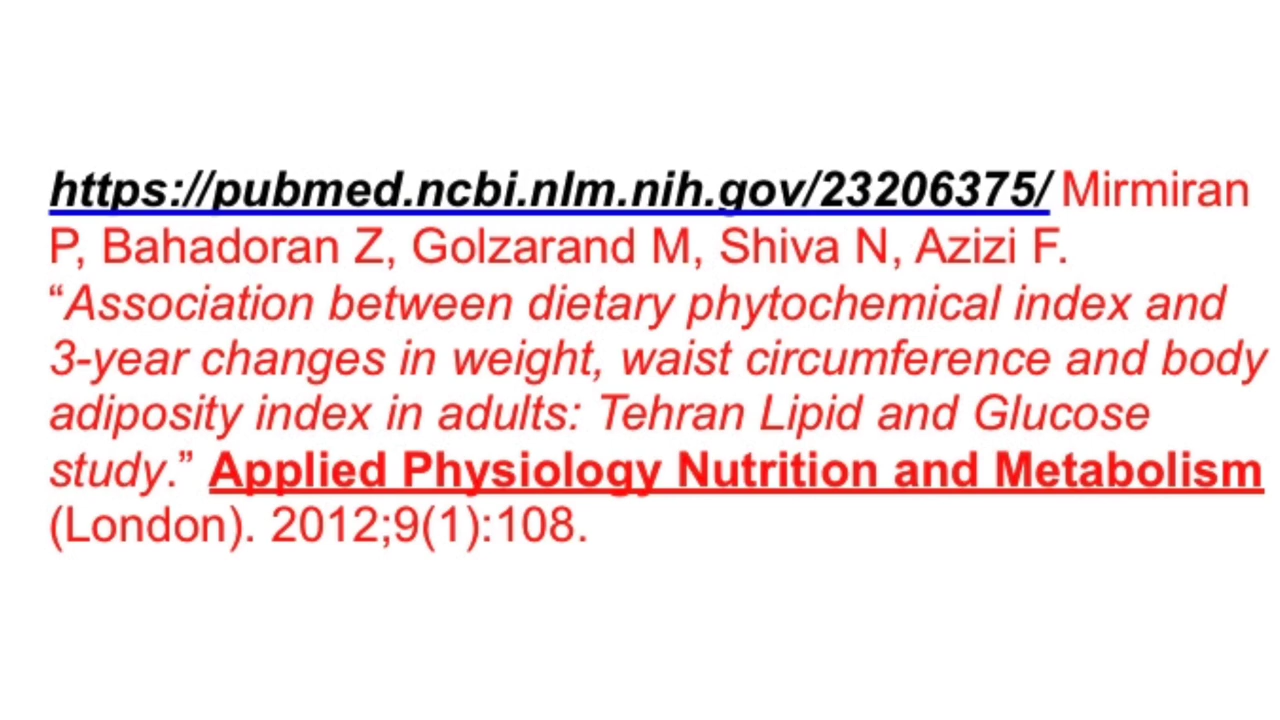 https://pubmed.ncbi.nlm.nih.gov/23206375/ Mirmiran
P, Bahadoran Z, Golzarand M, Shiva N, Azizi F.
“Association between dietary phytochemical index and
3-year changes in weight, waist circumference and body
adiposity index in adults: Tehran Lipid and Glucose
study.” Applied Physiology Nutrition and Metabolism
(London). 2012;9(1):108.